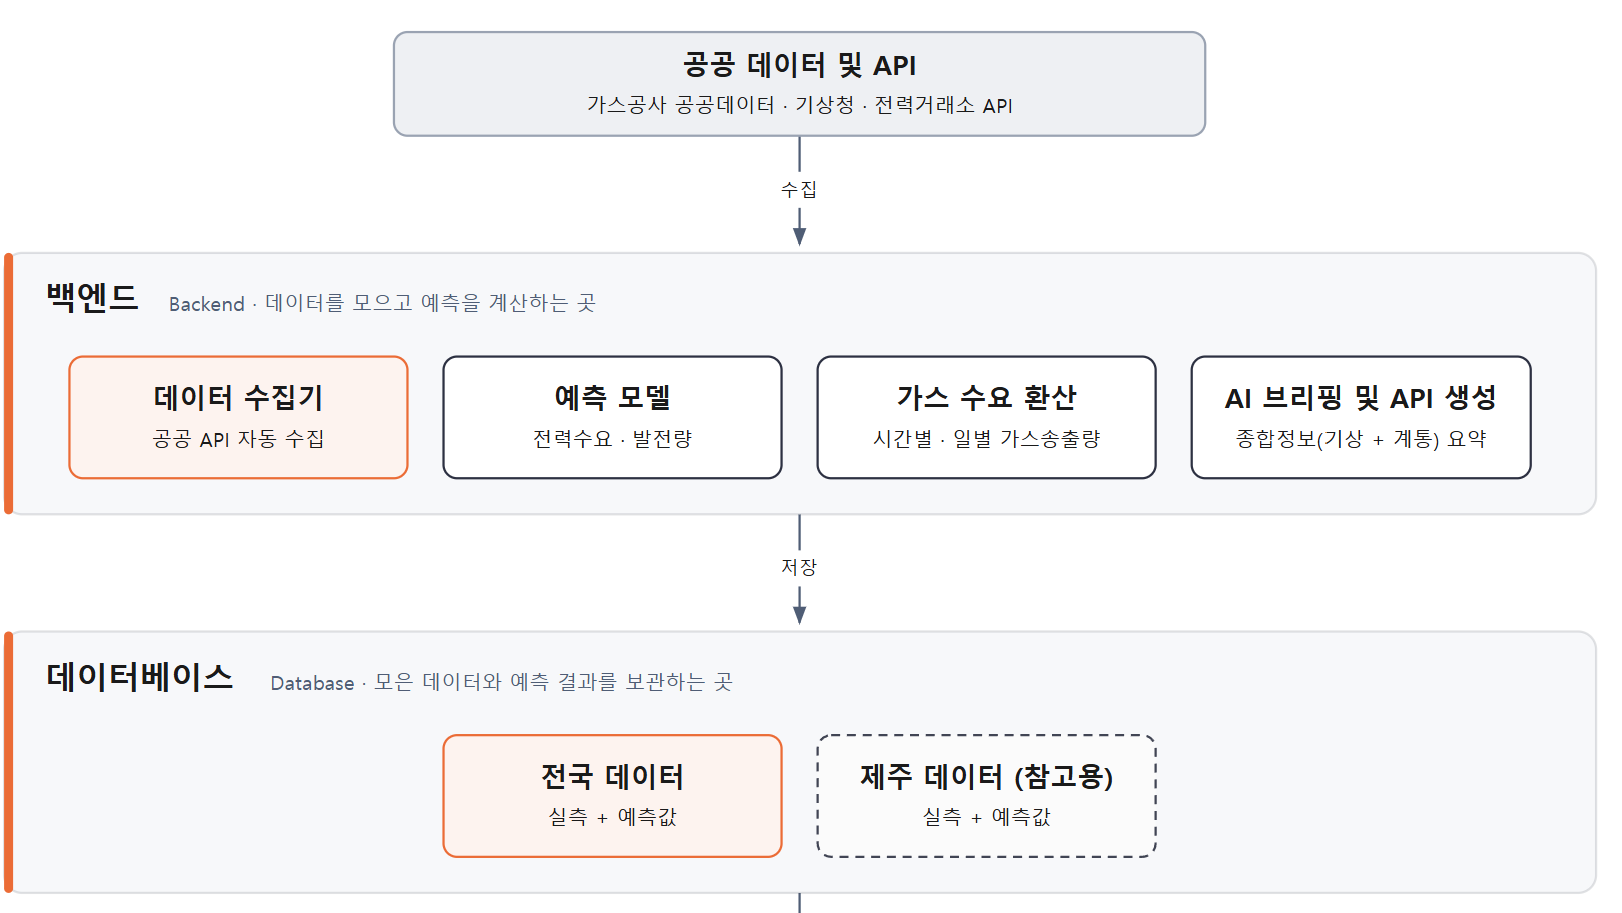 공공 데이터 및 API
가스공사 공공데이터 · 기상청 · 전력거래소 API
수집
백엔드 Backend · 데이터를 모으고 예측을 계산하는 곳
데이터 수집기
공공 API 자동 수집
예측 모델
전력수요 · 발전량
가스 수요 환산
시간별 · 일별 가스송출량
AI 브리핑 및 API 생성
종합정보(기상 + 계통) 요약
저장
데이터베이스 Database · 모은 데이터와 예측 결과를 보관하는 곳
전국 데이터
실측 + 예측값
제주 데이터 (참고용)
실측 + 예측값